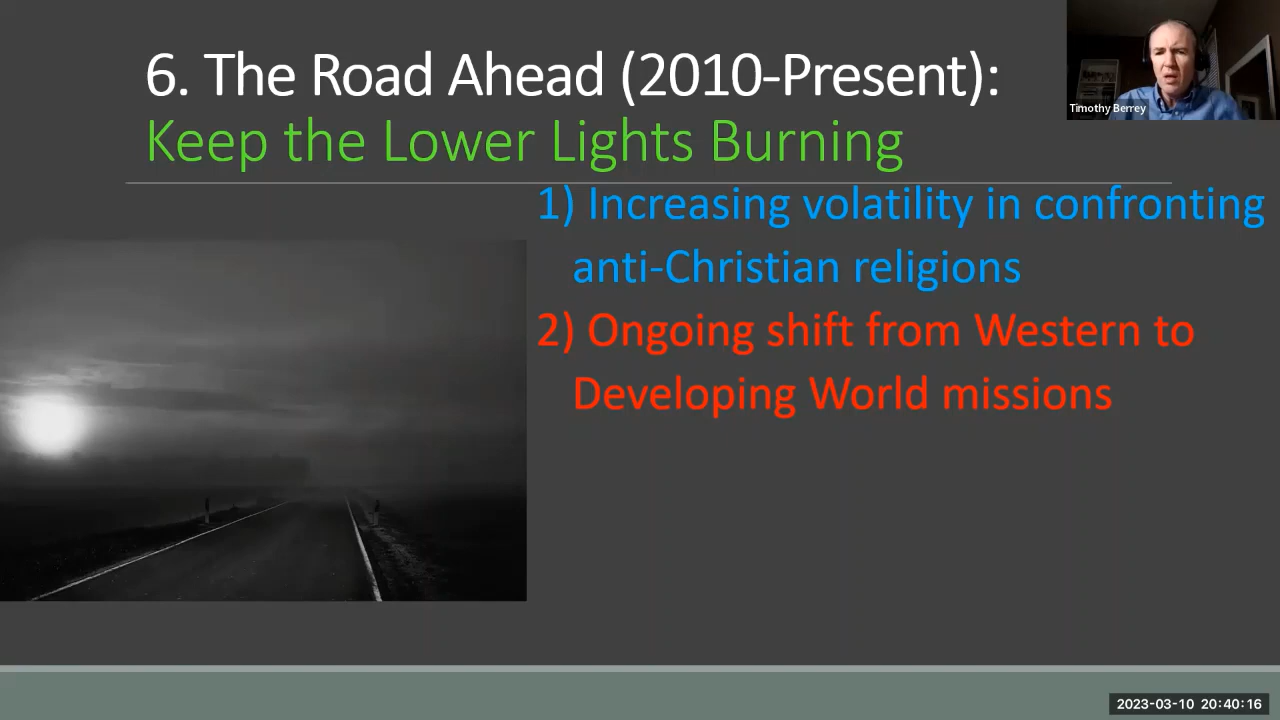 6. The Road Ahead (2010-Present):
Keep the Lower Lights Burning
Timothy Berrey
1) Increasing volatility in confronting
anti-Christian religions
2) Ongoing shift from Western to
Developing World missions
2023-03-10 20:40:16